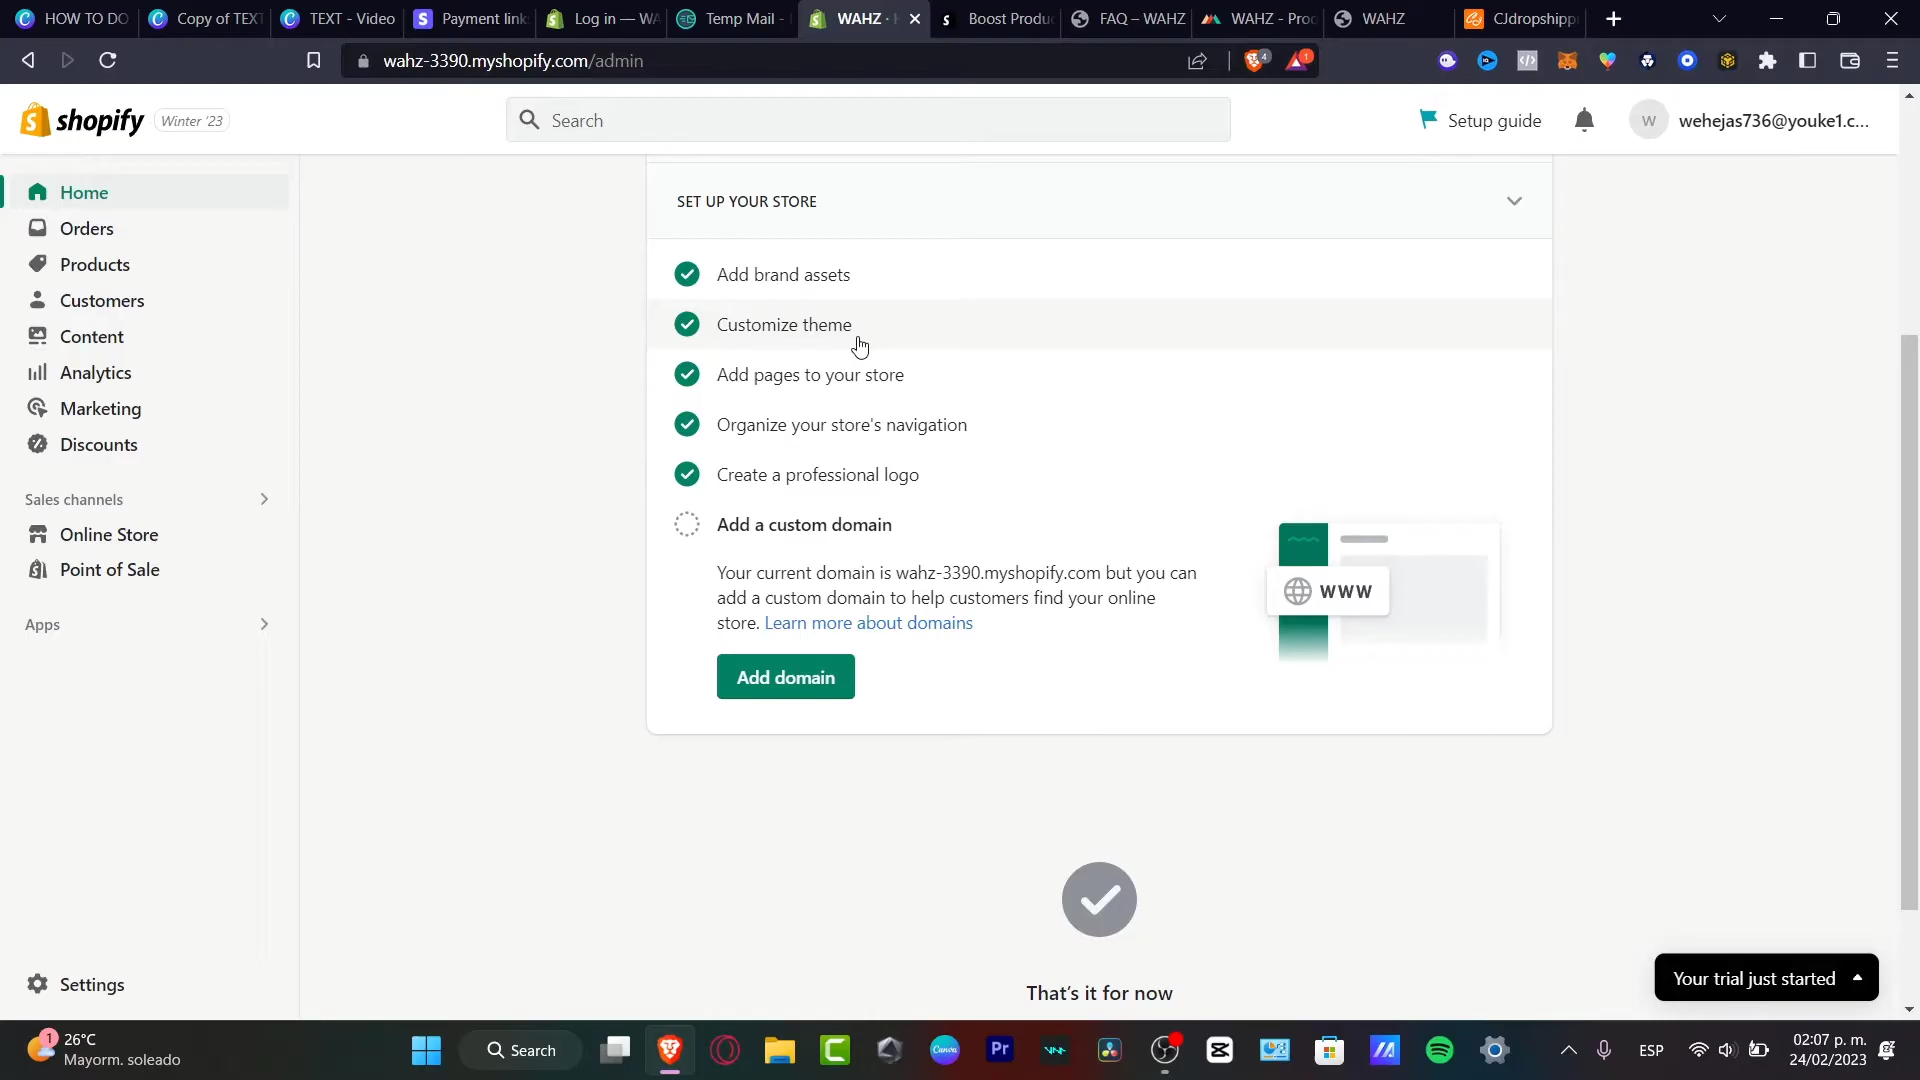 HOW TO DO
Copy of TEXT
TEXT - Video
Payment link
Log in — WA
Temp Mail -
WAHZ ·
Boost Produ
FAQ – WAHZ
WAHZ - Pro
WAHZ
CJdropshipp
wahz-3390.myshopify.com/admin
4
1
shopify
Winter '23
Search
Setup guide
W
wehejas736@youke1.c...
Home
Orders
Products
Customers
Content
Analytics
Marketing
Discounts
Sales channels
Online Store
Point of Sale
Apps
Settings
SET UP YOUR STORE
Add brand assets
Customize theme
Add pages to your store
Organize your store's navigation
Create a professional logo
Add a custom domain
Your current domain is wahz-3390.myshopify.com but you can
add a custom domain to help customers find your online
store. Learn more about domains
Add domain
WWW
That's it for now
Your trial just started
1
26°C
Mayorm. soleado
Search
Canva
Pr
ESP
02:07 p. m.
24/02/2023